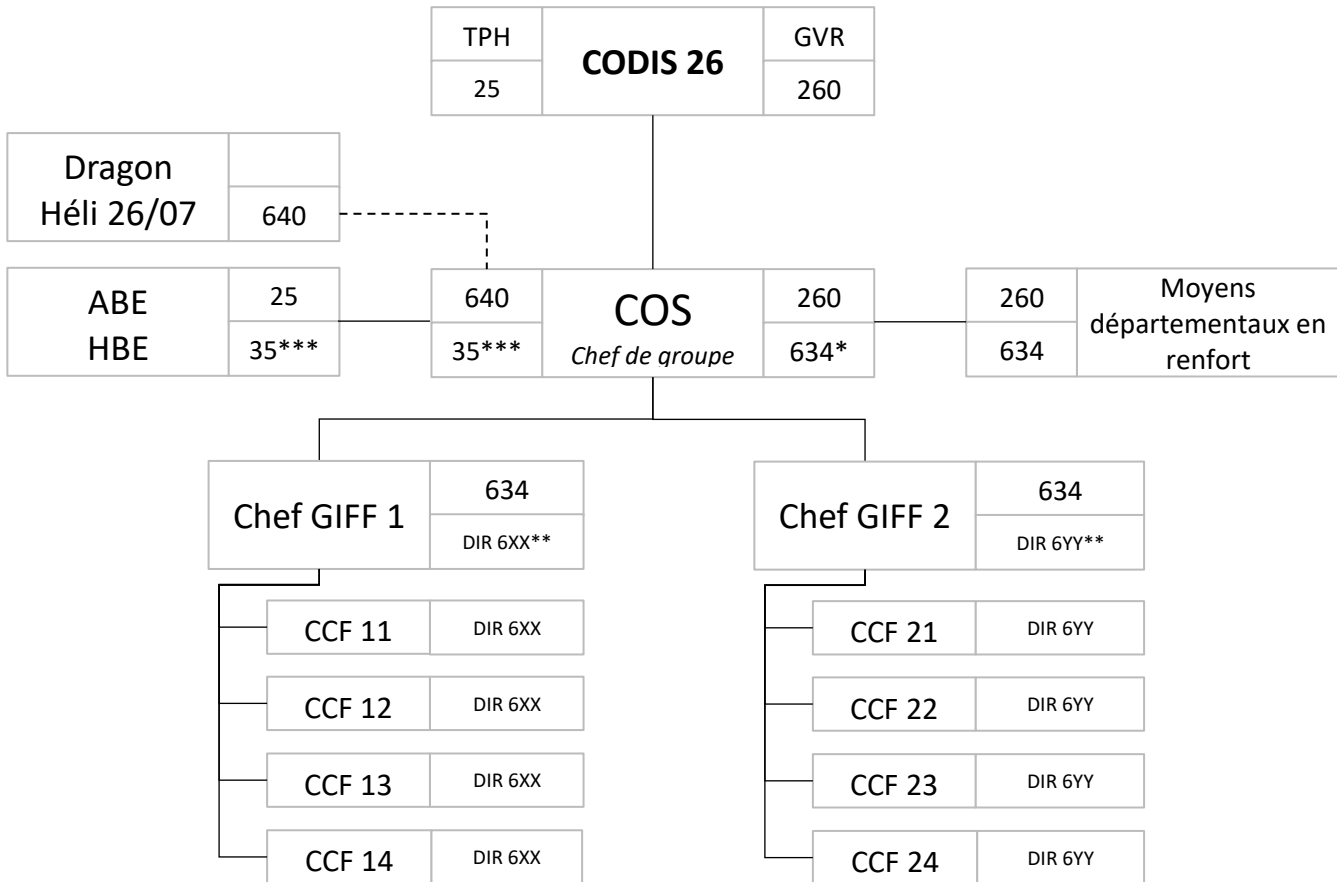 TPH
CODIS 26
GVR
25
260
Dragon
Héli 26/07
640
ABE
HBE
25
35***
640
35***
COS
Chef de groupe
260
634*
260
634
Moyens
départementaux en
renfort
Chef GIFF 1
634
DIR 6XX**
Chef GIFF 2
634
DIR 6YY**
CCF 11
DIR 6XX
CCF 12
DIR 6XX
CCF 13
DIR 6XX
CCF 14
DIR 6XX
CCF 21
DIR 6YY
CCF 22
DIR 6YY
CCF 23
DIR 6YY
CCF 24
DIR 6YY